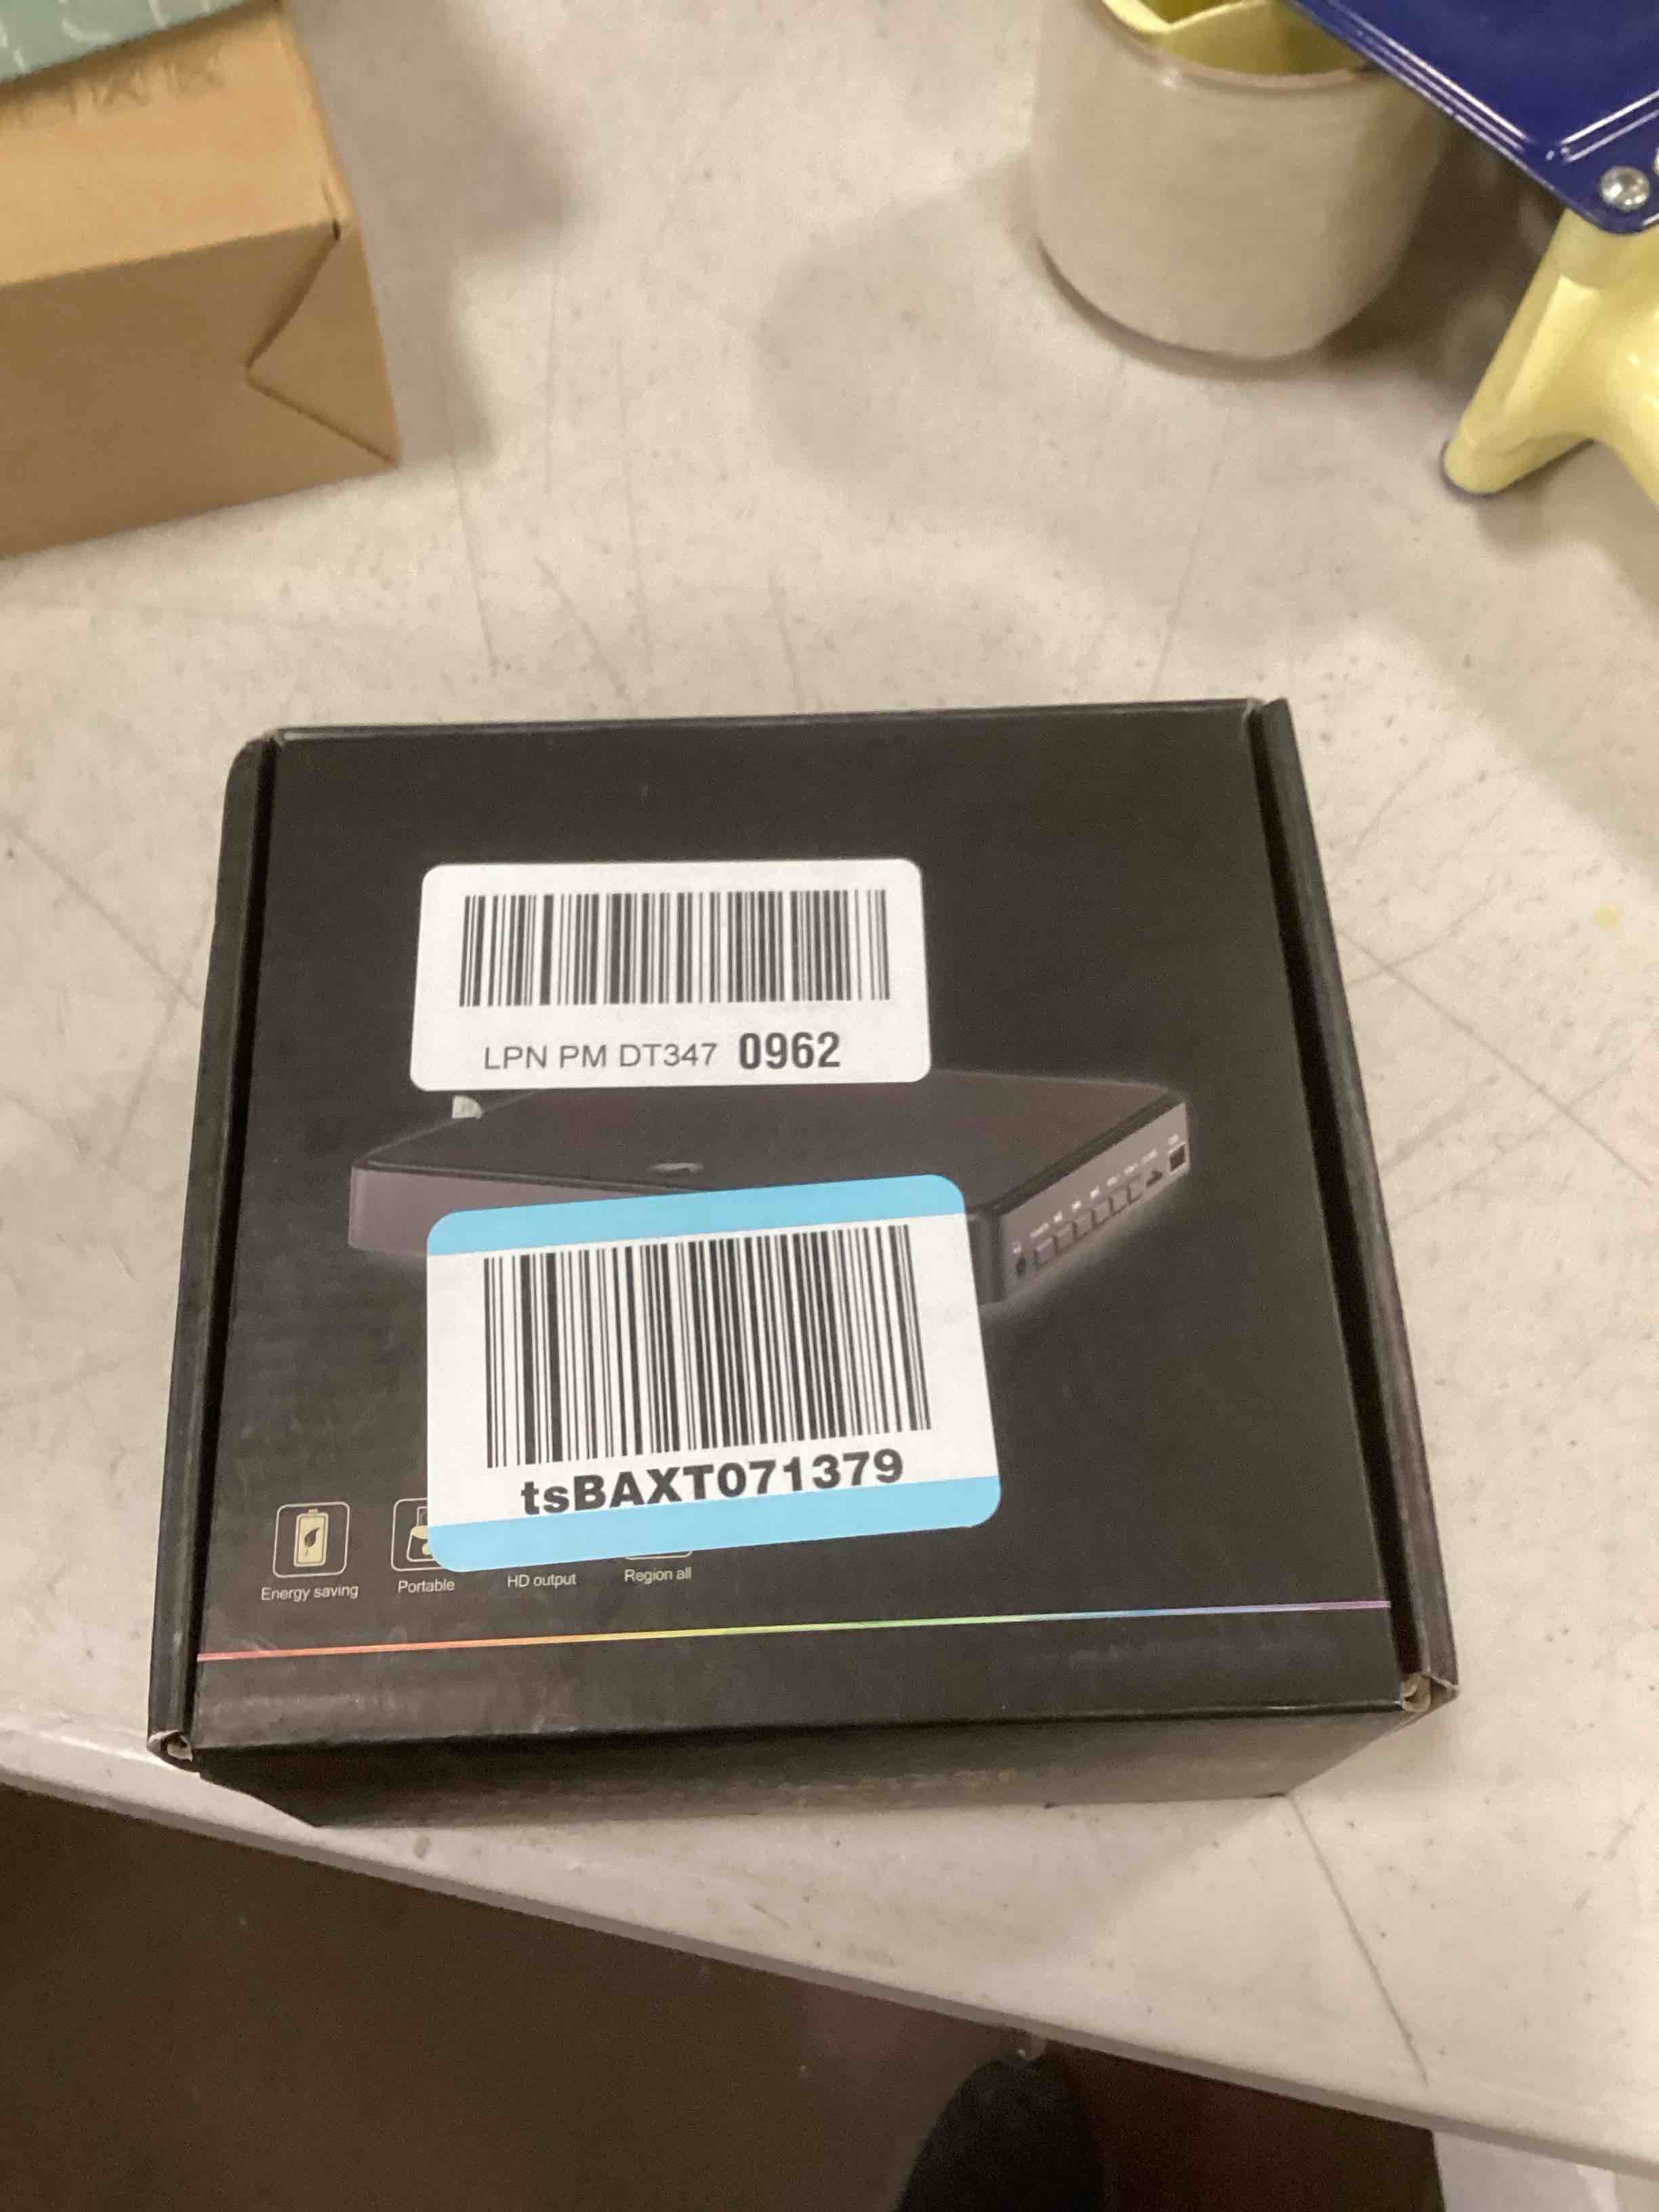 LPN PM DT347 0962
tsBAXT071379
Energy saving
Portable
HD output
Region all